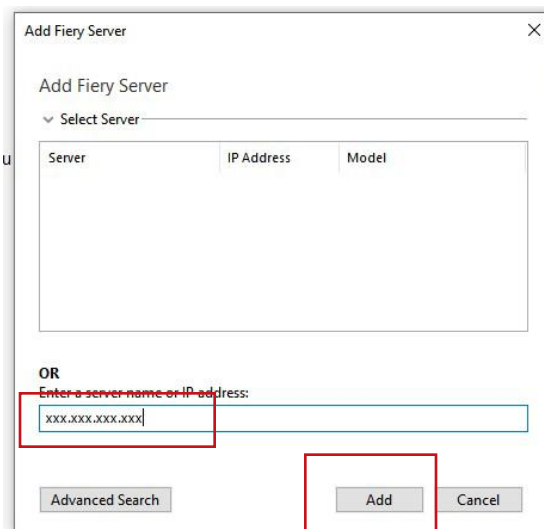 Add Fiery Server
Add Fiery Server
Select Server
u
Server IP Address Model
OR
Enter a server name or IP address:
xxx.xxx.xxx.xxx
Advanced Search Add Cancel